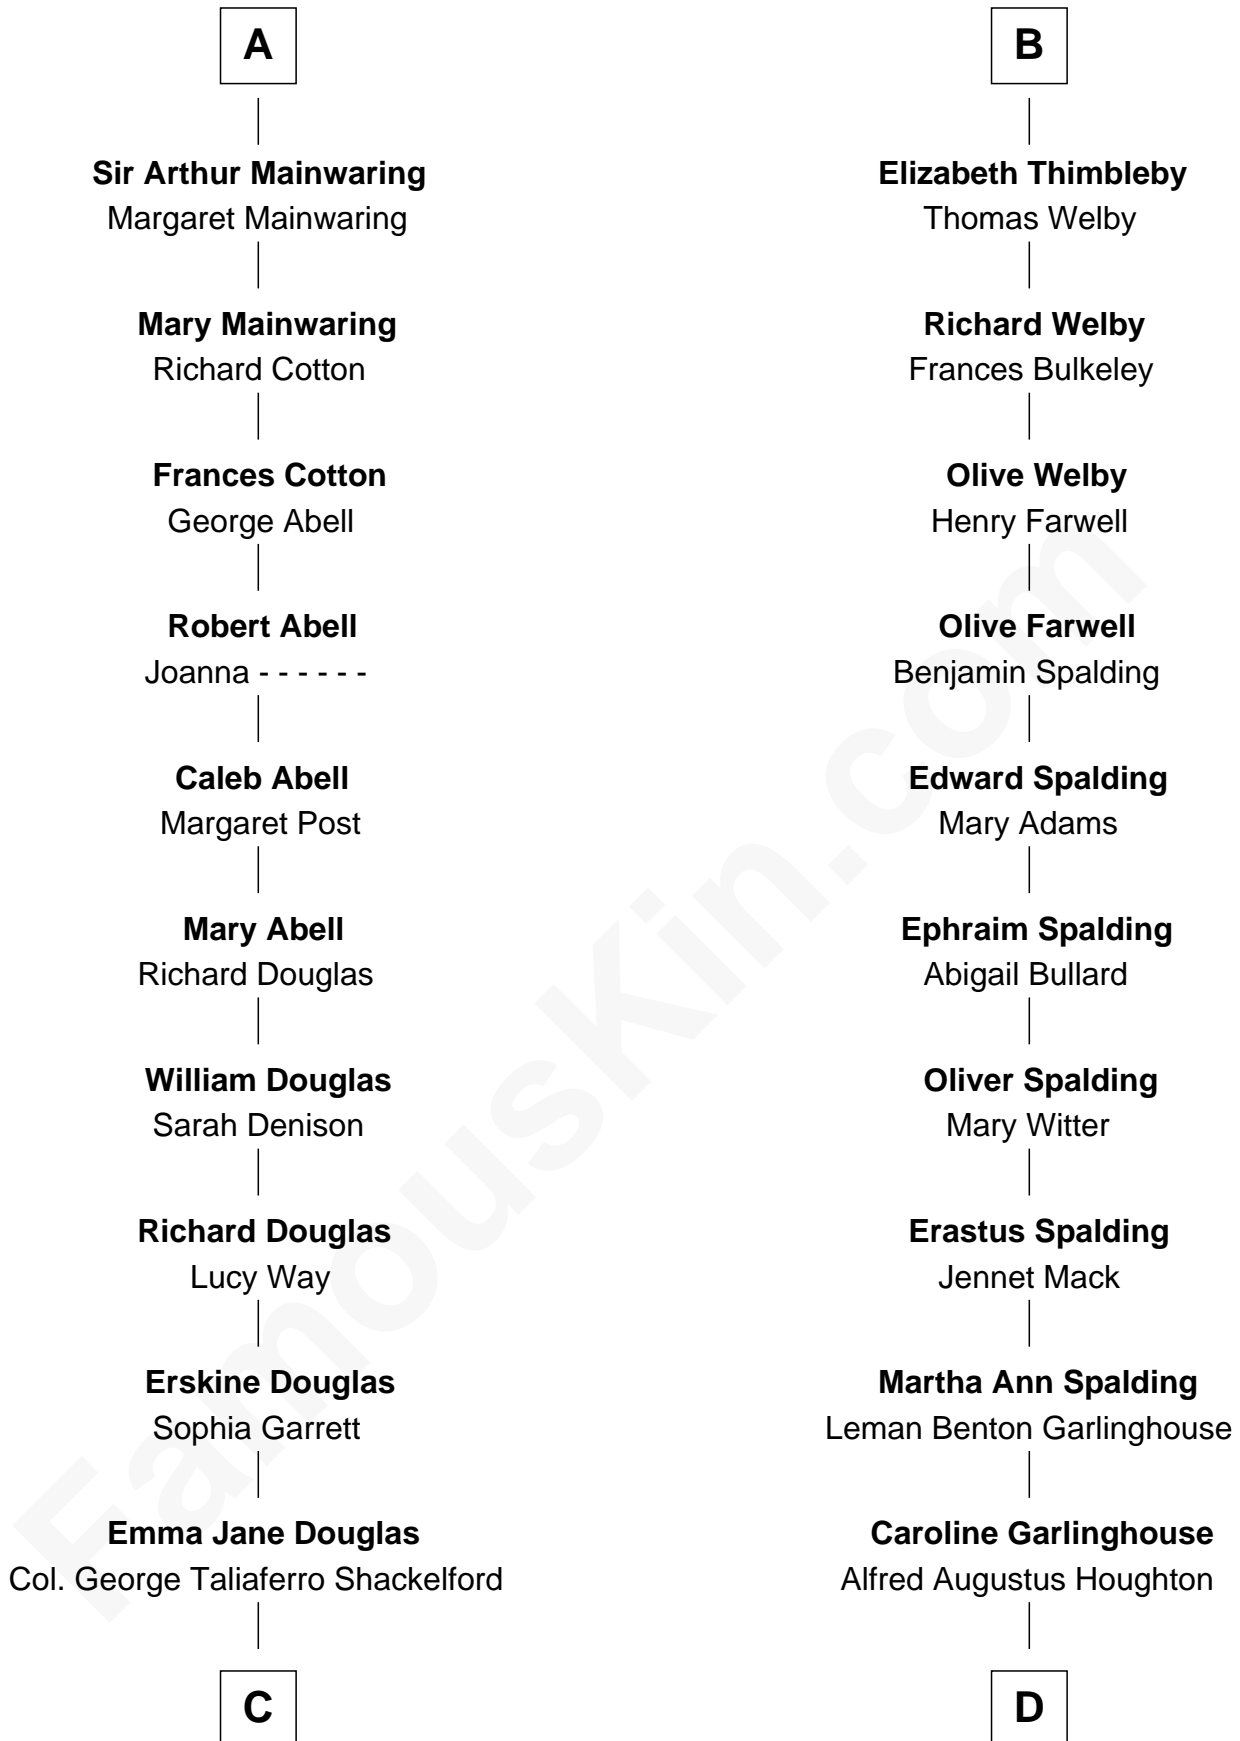 A
Sir Arthur Mainwaring
Margaret Mainwaring
Mary Mainwaring
Richard Cotton
Frances Cotton
George Abell
Robert Abell
Joanna - - - - - -
Caleb Abell
Margaret Post
Mary Abell
Richard Douglas
William Douglas
Sarah Denison
Richard Douglas
Lucy Way
Erskine Douglas
Sophia Garrett
Emma Jane Douglas
Col. George Taliaferro Shackelford
C
B
Elizabeth Thimbleby
Thomas Welby
Richard Welby
Frances Bulkeley
Olive Welby
Henry Farwell
Olive Farwell
Benjamin Spalding
Edward Spalding
Mary Adams
Ephraim Spalding
Abigail Bullard
Oliver Spalding
Mary Witter
Erastus Spalding
Jennet Mack
Martha Ann Spalding
Leman Benton Garlinghouse
Caroline Garlinghouse
Alfred Augustus Houghton
D
FamousKin.com